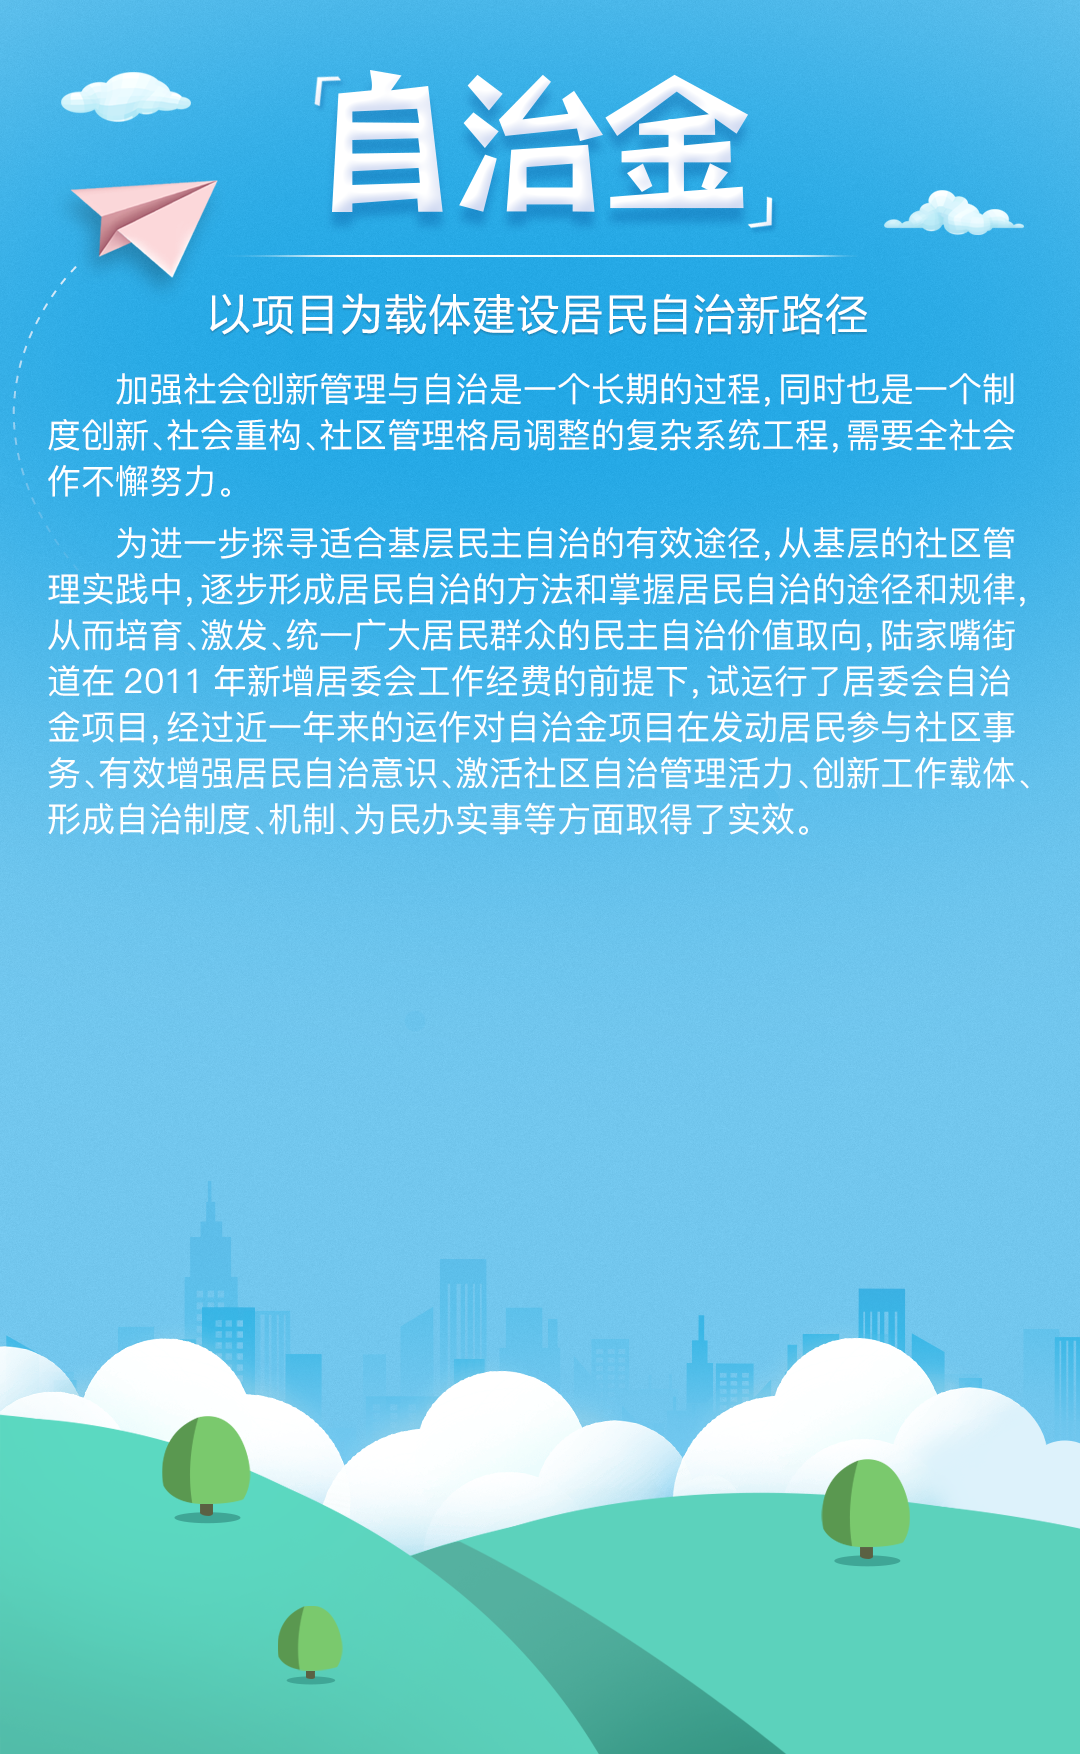 「自治金」
以项目为载体建设居民自治新路径
加强社会创新管理与自治是一个长期的过程,同时也是一个制
度创新、社会重构、社区管理格局调整的复杂系统工程,需要全社会
作不懈努力。
为进一步探寻适合基层民主自治的有效途径,从基层的社区管
理实践中,逐步形成居民自治的方法和掌握居民自治的途径和规律,
从而培育、激发、统一广大居民群众的民主自治价值取向,陆家嘴街
道在 2011 年新增居委会工作经费的前提下,试运行了居委会自治
金项目,经过近一年来的运作对自治金项目在发动居民参与社区事
务、有效增强居民自治意识、激活社区自治管理活力、创新工作载体、
形成自治制度、机制、为民办实事等方面取得了实效。